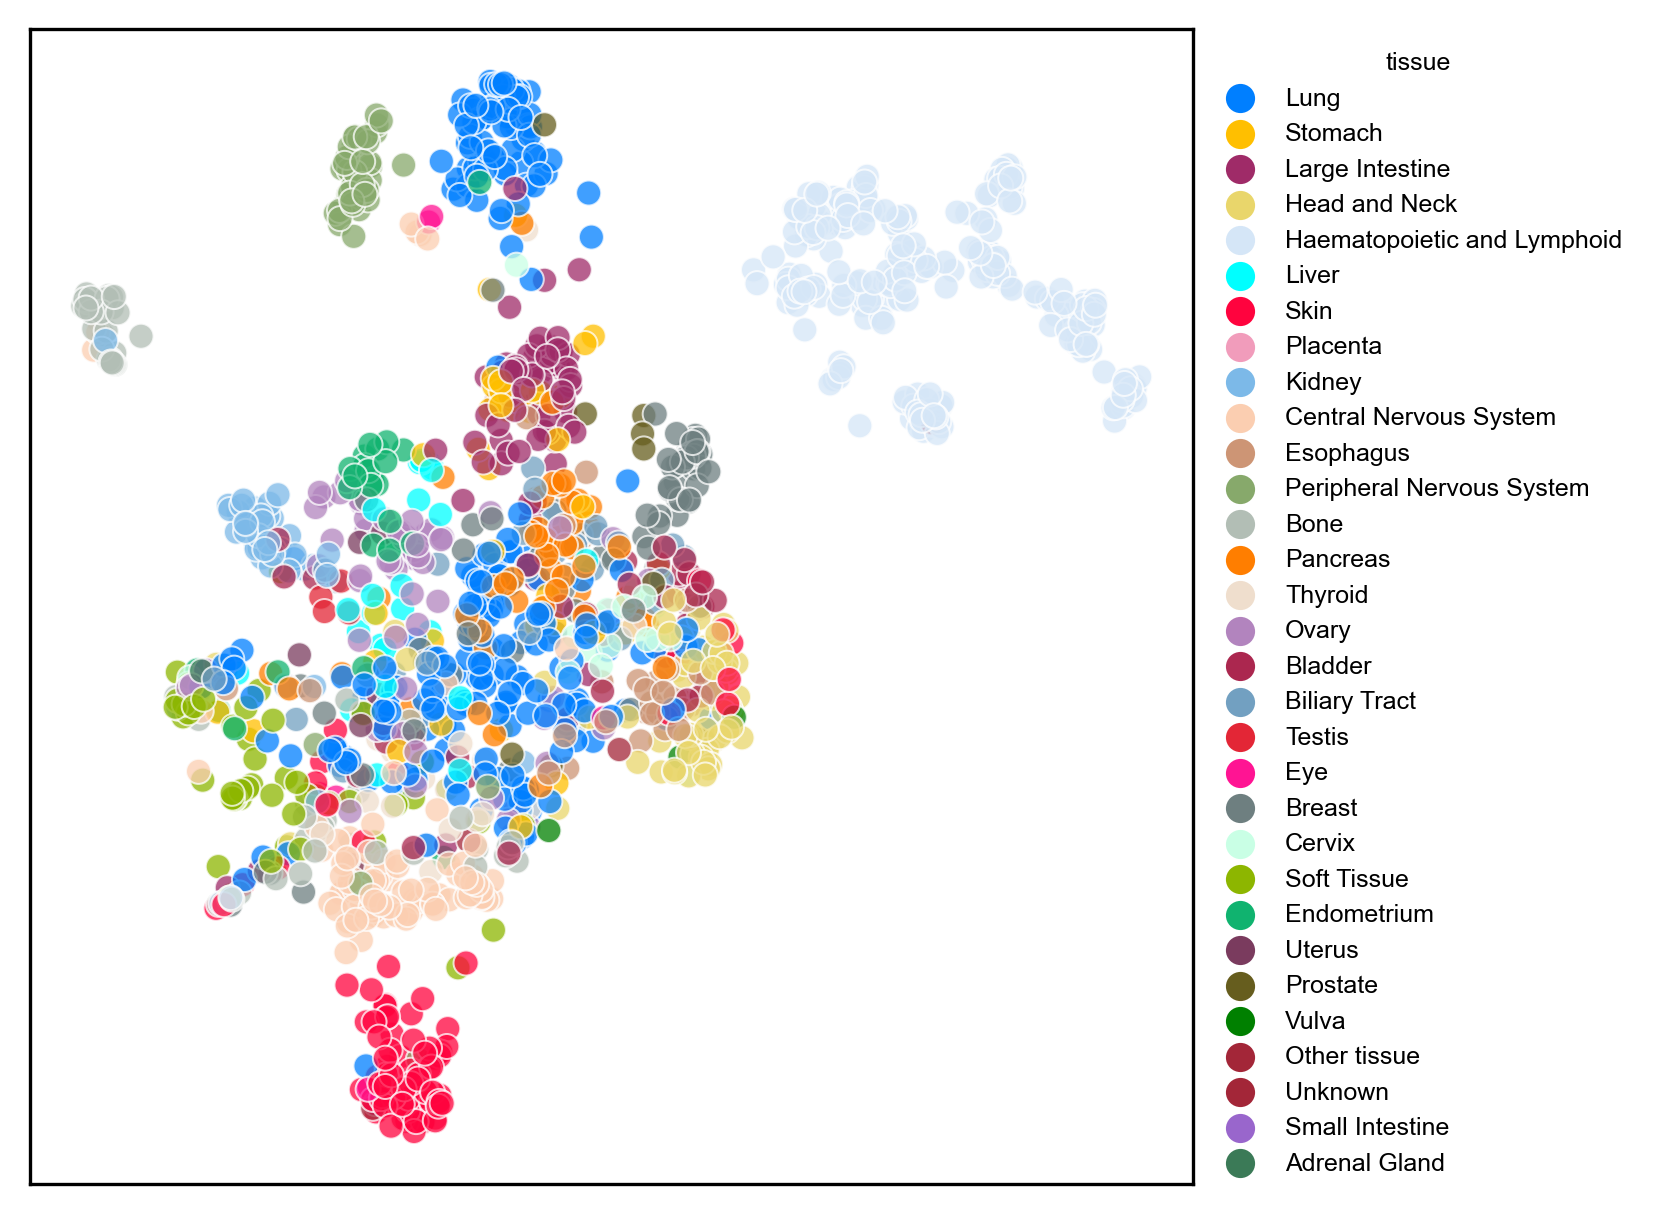 tissue
Lung
Stomach
Large Intestine
Head and Neck
Haematopoietic and Lymphoid
Liver
Skin
Placenta
Kidney
Central Nervous System
Esophagus
Peripheral Nervous System
Bone
Pancreas
Thyroid
Ovary
Bladder
Biliary Tract
Testis
Eye
Breast
Cervix
Soft Tissue
Endometrium
Uterus
Prostate
Vulva
Other tissue
Unknown
Small Intestine
Adrenal Gland